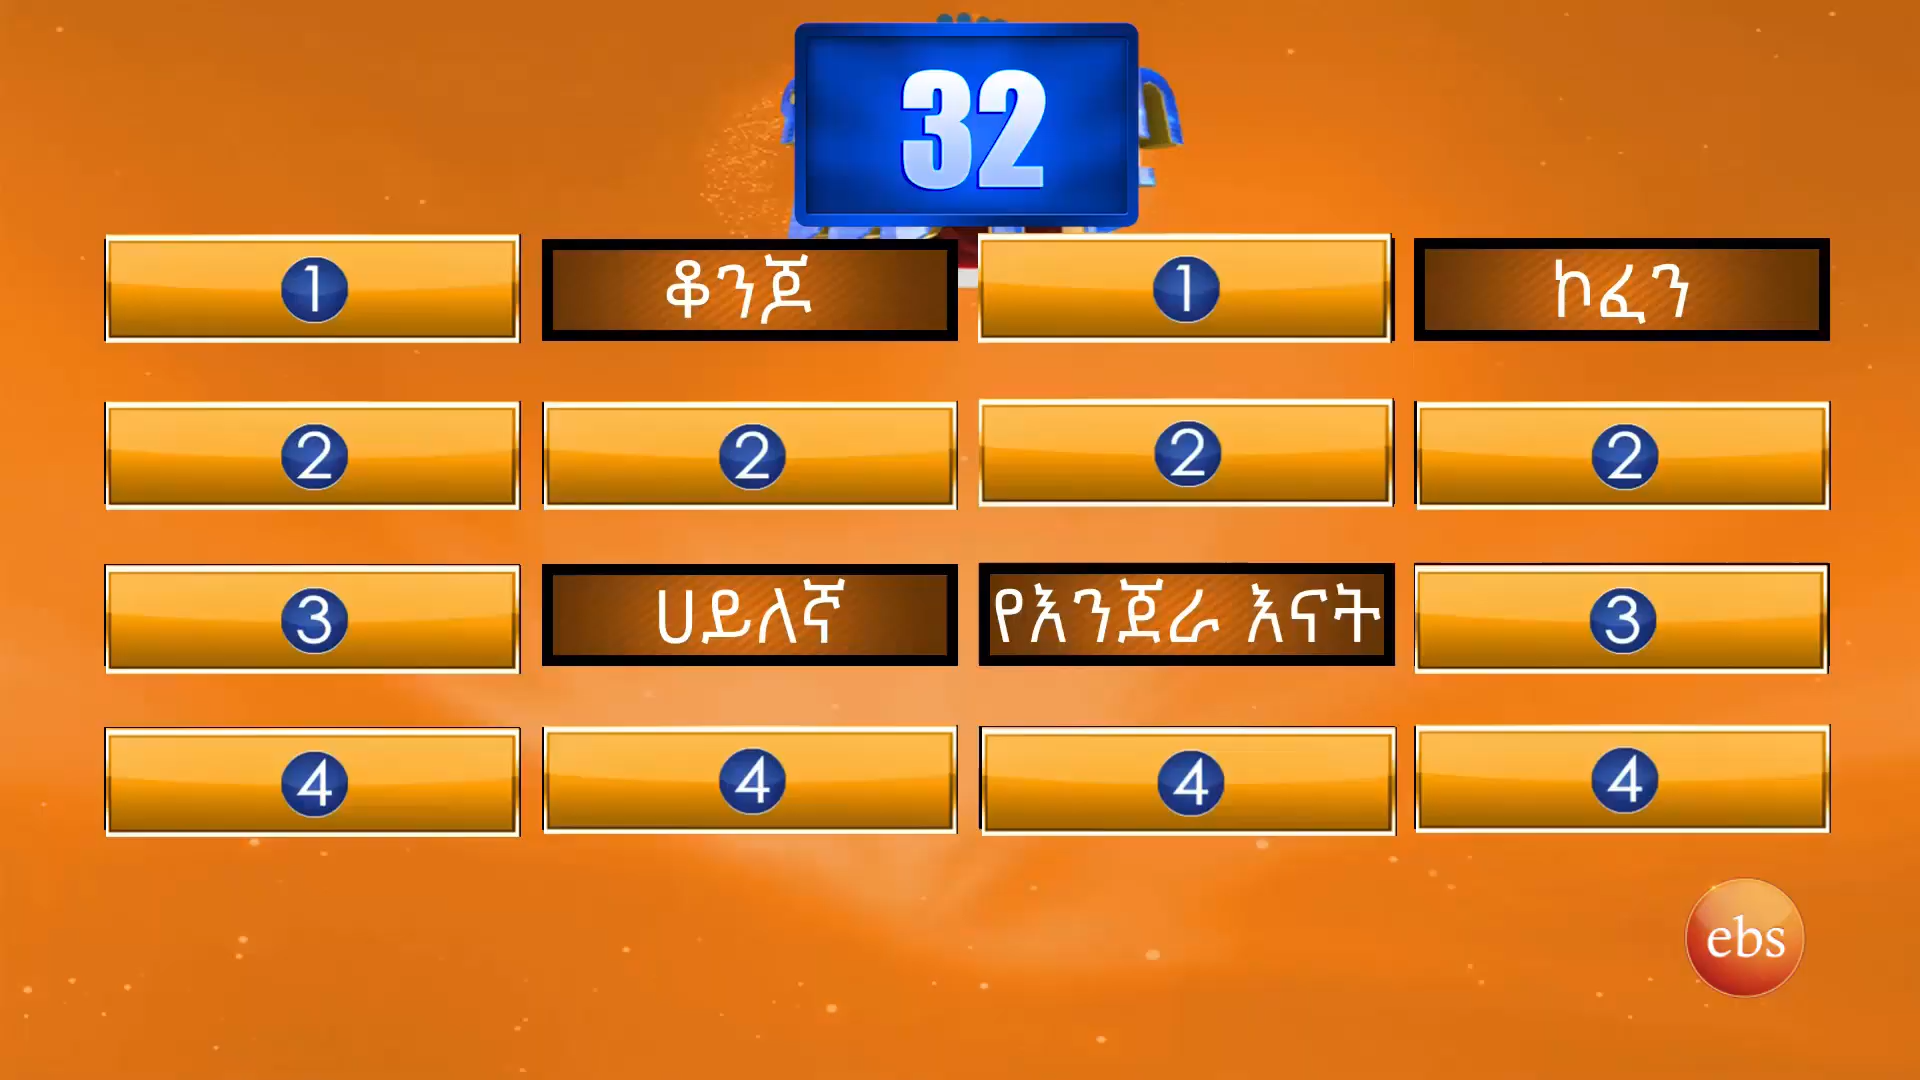 32
1 ቆንጆ 1 ከፈን
2 2 2 2
3 ሀይለኛ የእንጀራ እናት 3
4 4 4 4
ebs